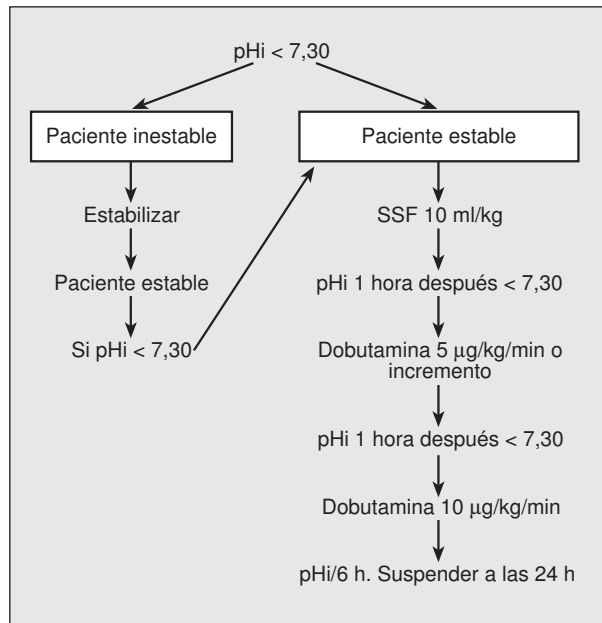 pHi < 7,30
Paciente inestable
Estabilizar
Paciente estable
Si pHi < 7,30
Paciente estable
SSF 10 ml/kg
pHi 1 hora después < 7,30
Dobutamina 5 μg/kg/min o
incremento
pHi 1 hora después < 7,30
Dobutamina 10 μg/kg/min
pHi/6 h. Suspender a las 24 h